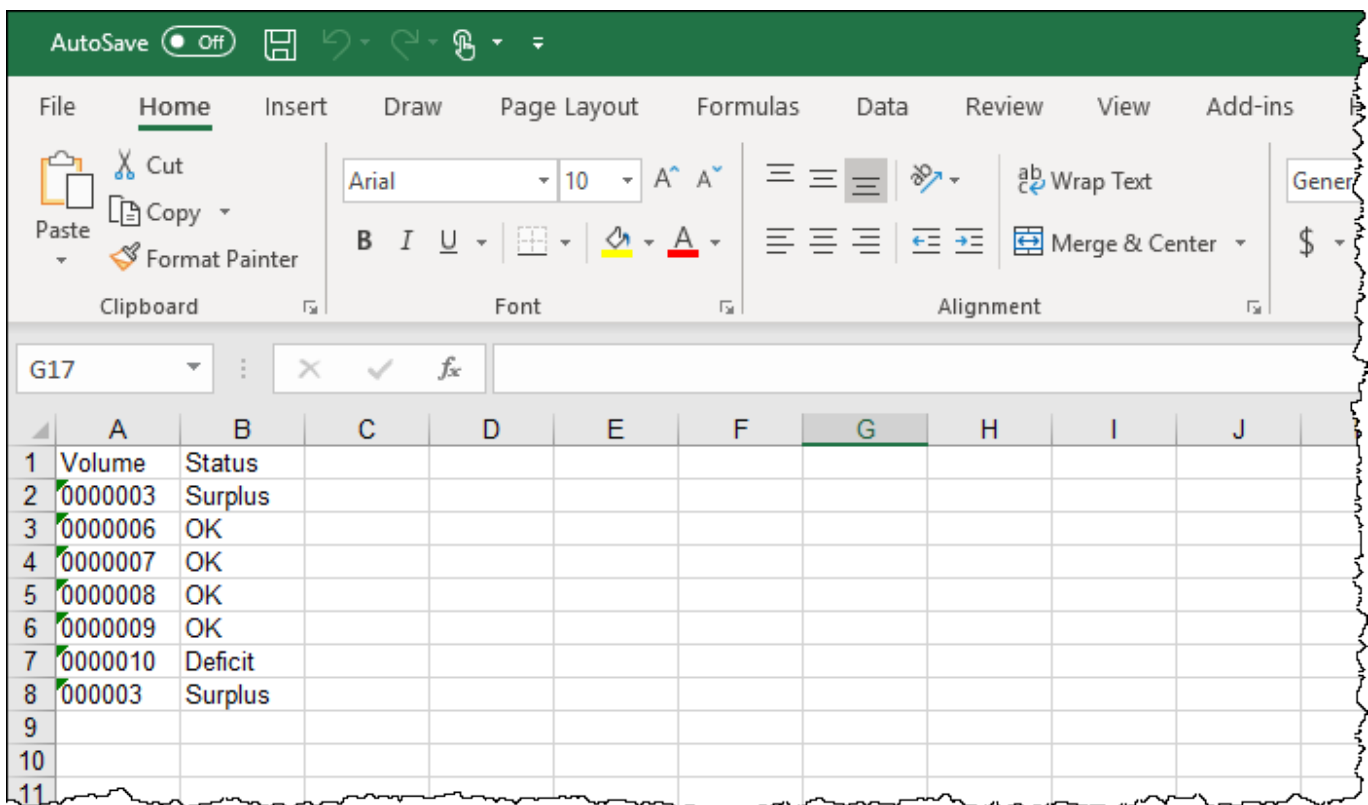 AutoSave Off
File Home Insert Draw Page Layout Formulas Data Review View Add-ins
Cut
Copy
Paste
Format Painter
Clipboard
Arial 10 A^ A˅
B I U A
Font
ab Wrap Text
Merge & Center
Alignment
Gener
$
G17 fx
A B C D E F G H I J
1 Volume Status
2 0000003 Surplus
3 0000006 OK
4 0000007 OK
5 0000008 OK
6 0000009 OK
7 0000010 Deficit
8 000003 Surplus
9
10
11